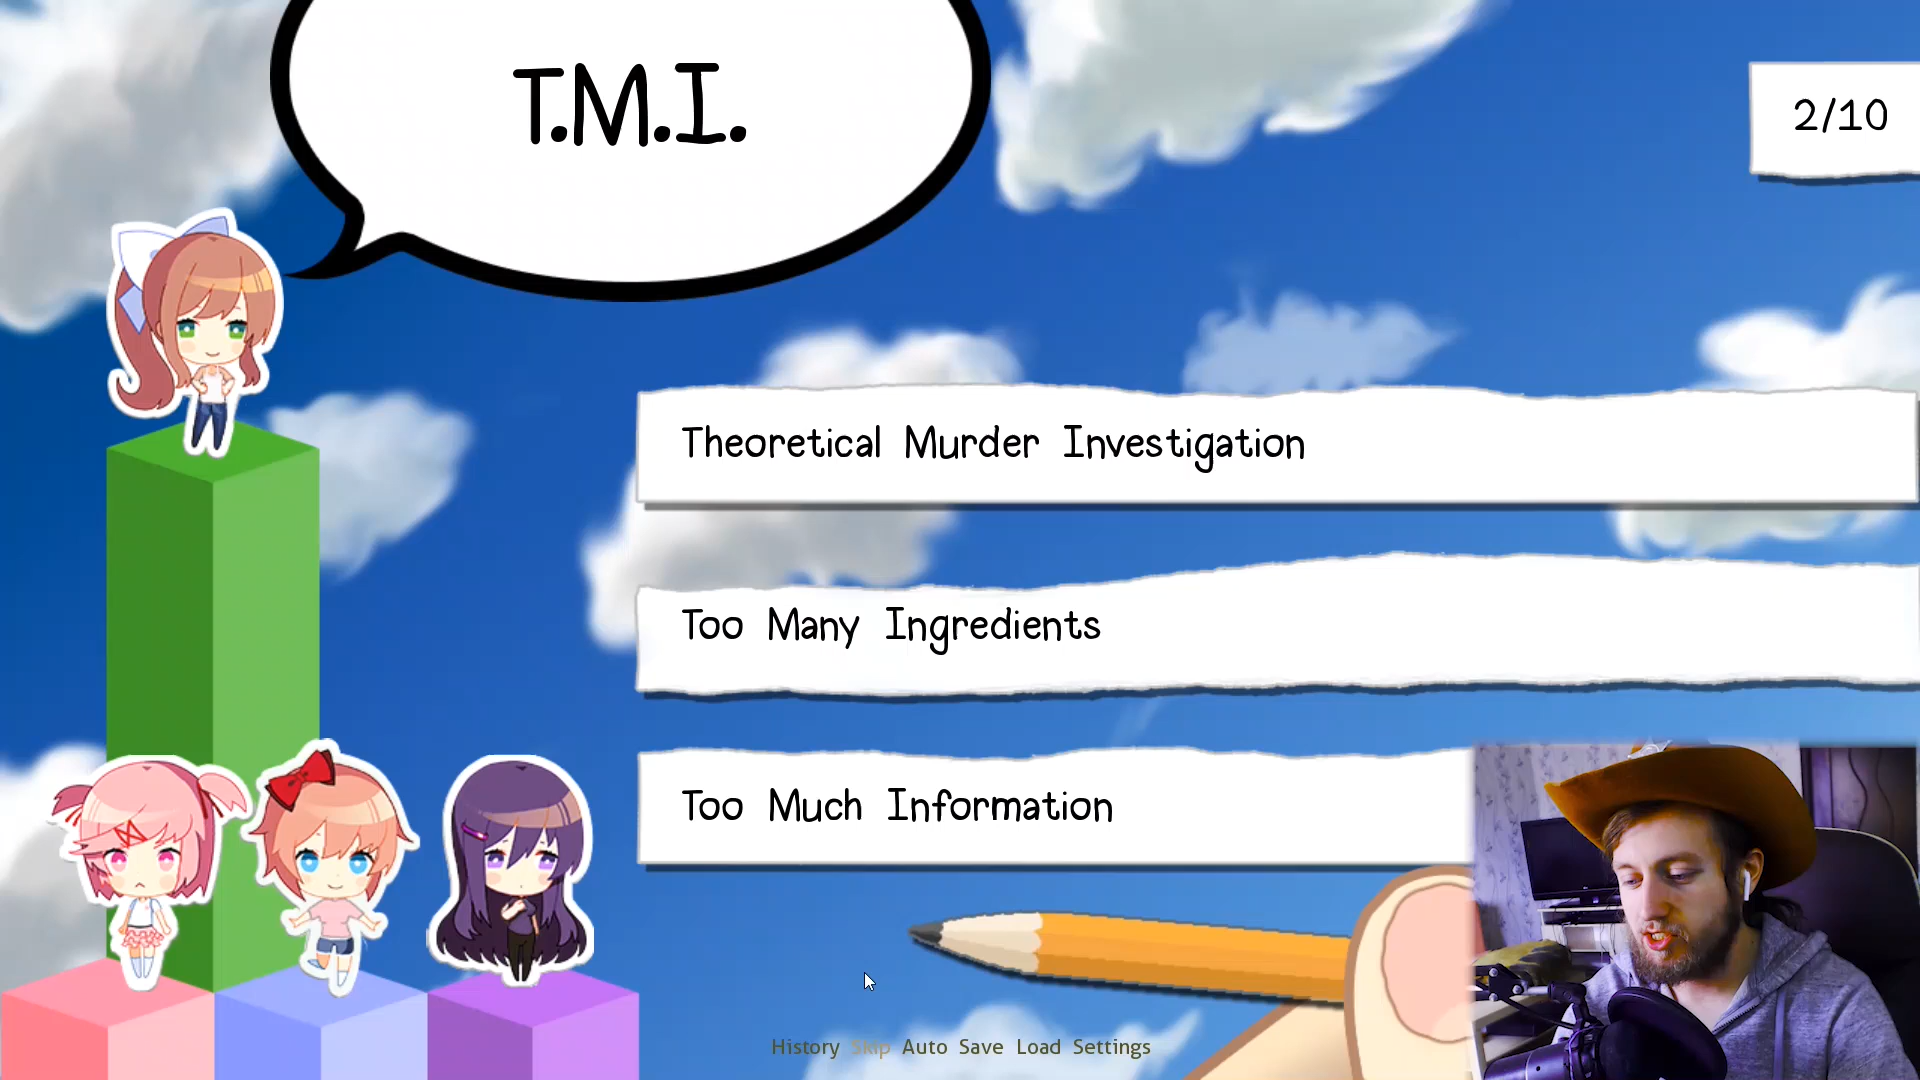 T.M.I.
2/10
Theoretical Murder Investigation
Too Many Ingredients
Too Much Information
History Skip Auto Save Load Settings